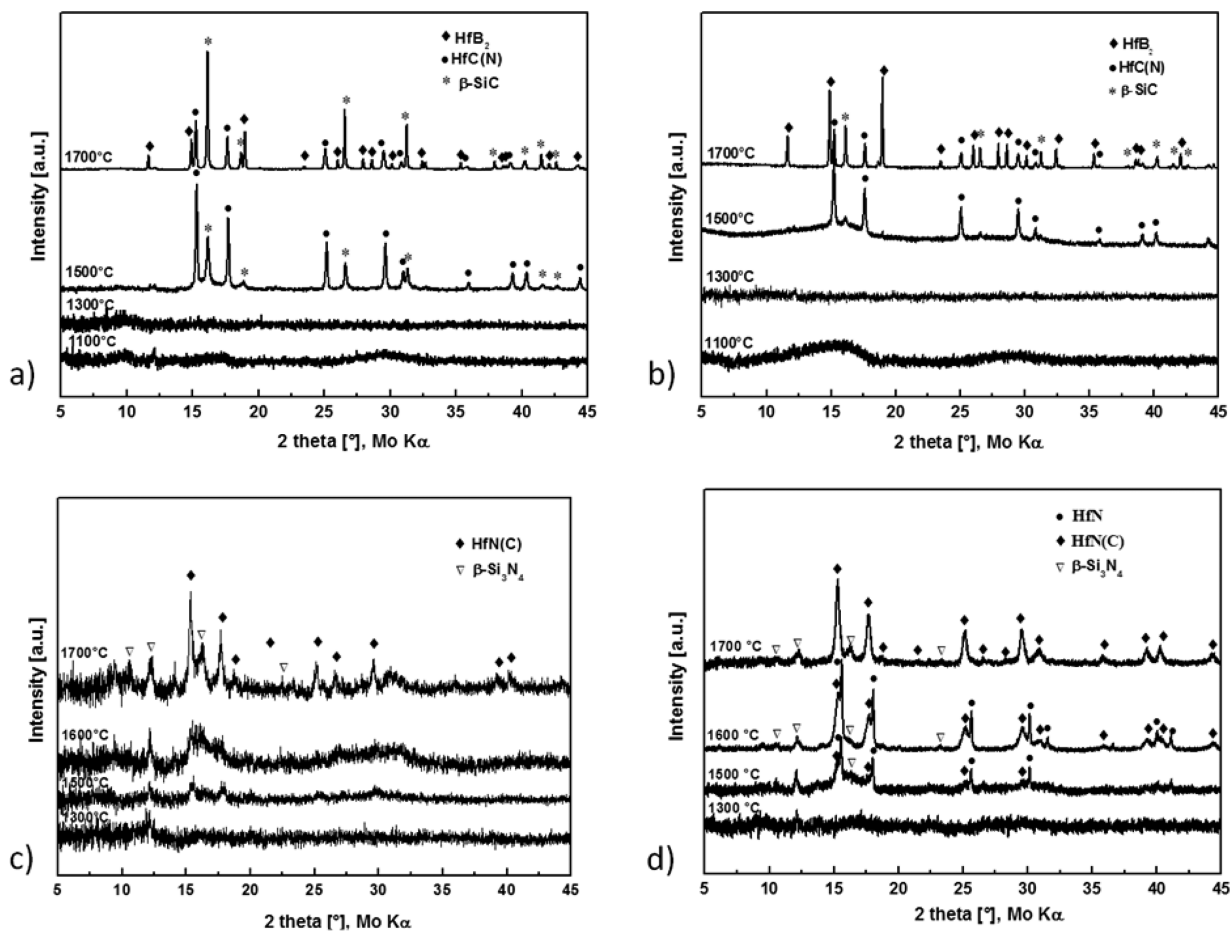 HfB2
HfC(N)
β-SiC
1700°C
1500°C
1300°C
1100°C
Intensity [a.u.]
5 10 15 20 25 30 35 40 45
2 theta [°], Mo Kα
a)
HfB2
HfC(N)
β-SiC
1700°C
1500°C
1300°C
1100°C
Intensity [a.u.]
5 10 15 20 25 30 35 40 45
2 theta [°], Mo Kα
b)
HfN(C)
β-Si3N4
1700°C
1600°C
1500°C
1300°C
Intensity [a.u.]
5 10 15 20 25 30 35 40 45
2 theta [°], Mo Kα
c)
HfN
HfN(C)
β-Si3N4
1700 °C
1600 °C
1500 °C
1300 °C
Intensity [a.u.]
5 10 15 20 25 30 35 40 45
2 theta [°], Mo Kα
d)